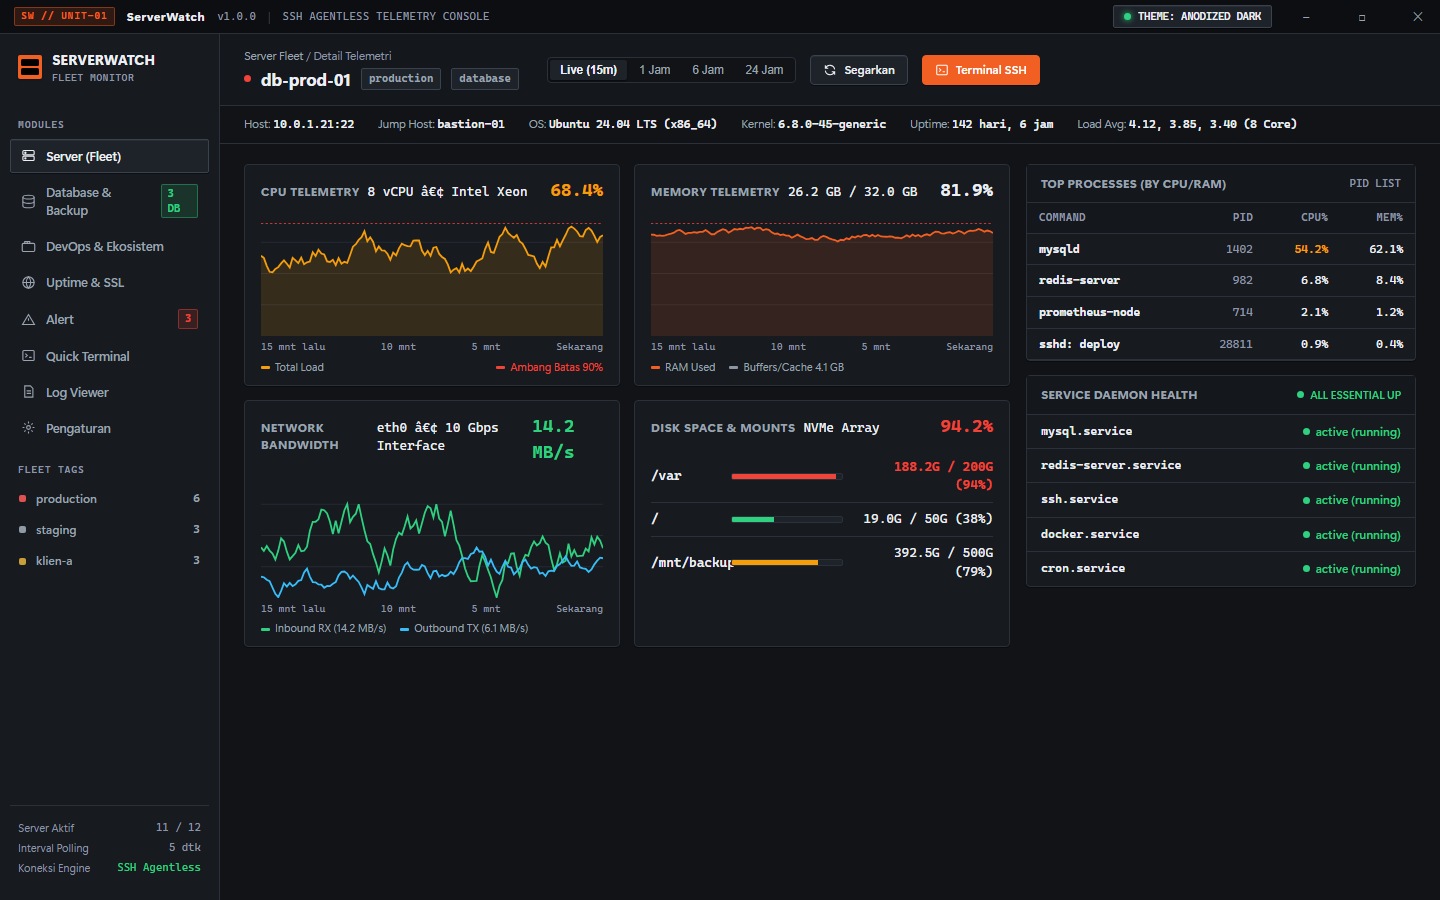 SW // UNIT-01 ServerWatch v1.0.0 | SSH AGENTLESS TELEMETRY CONSOLE THEME: ANODIZED DARK
SERVERWATCH
FLEET MONITOR
MODULES
Server (Fleet)
Database & Backup 3 DB
DevOps & Ekosistem
Uptime & SSL
Alert 3
Quick Terminal
Log Viewer
Pengaturan
FLEET TAGS
production 6
staging 3
klien-a 3
Server Aktif 11 / 12
Interval Polling 5 dtk
Koneksi Engine SSH Agentless
Server Fleet / Detail Telemetri
db-prod-01 production database
Live (15m) 1 Jam 6 Jam 24 Jam Segarkan Terminal SSH
Host: 10.0.1.21:22 Jump Host: bastion-01 OS: Ubuntu 24.04 LTS (x86_64) Kernel: 6.8.0-45-generic Uptime: 142 hari, 6 jam Load Avg: 4.12, 3.85, 3.40 (8 Core)
CPU TELEMETRY 8 vCPU â€¢ Intel Xeon 68.4%
15 mnt lalu 10 mnt 5 mnt Sekarang
Total Load Ambang Batas 90%
MEMORY TELEMETRY 26.2 GB / 32.0 GB 81.9%
15 mnt lalu 10 mnt 5 mnt Sekarang
RAM Used Buffers/Cache 4.1 GB
NETWORK BANDWIDTH eth0 â€¢ 10 Gbps Interface 14.2 MB/s
15 mnt lalu 10 mnt 5 mnt Sekarang
Inbound RX (14.2 MB/s) Outbound TX (6.1 MB/s)
DISK SPACE & MOUNTS NVMe Array 94.2%
/var 188.2G / 200G (94%)
/ 19.0G / 50G (38%)
/mnt/backup 392.5G / 500G (79%)
TOP PROCESSES (BY CPU/RAM) PID LIST
COMMAND PID CPU% MEM%
mysqld 1402 54.2% 62.1%
redis-server 982 6.8% 8.4%
prometheus-node 714 2.1% 1.2%
sshd: deploy 28811 0.9% 0.4%
SERVICE DAEMON HEALTH ALL ESSENTIAL UP
mysql.service active (running)
redis-server.service active (running)
ssh.service active (running)
docker.service active (running)
cron.service active (running)